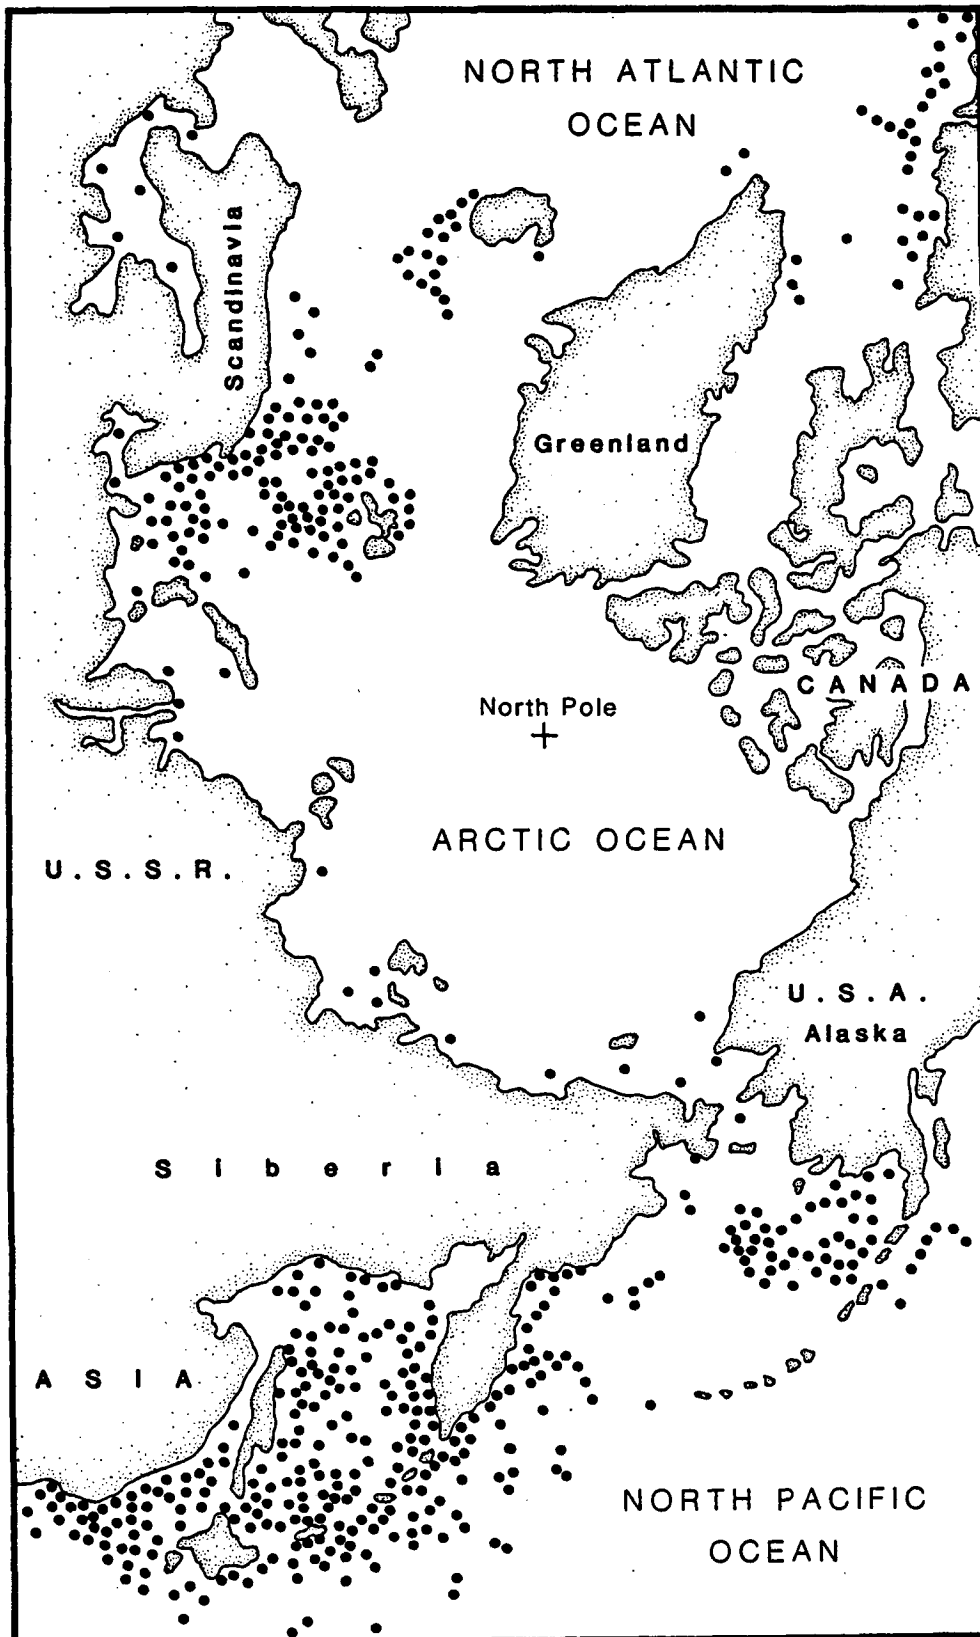 NORTH ATLANTIC
OCEAN
Scandinavia
Greenland
CANADA
North Pole
ARCTIC OCEAN
U.S.S.R.
U.S.A.
Alaska
Siberia
ASIA
NORTH PACIFIC
OCEAN